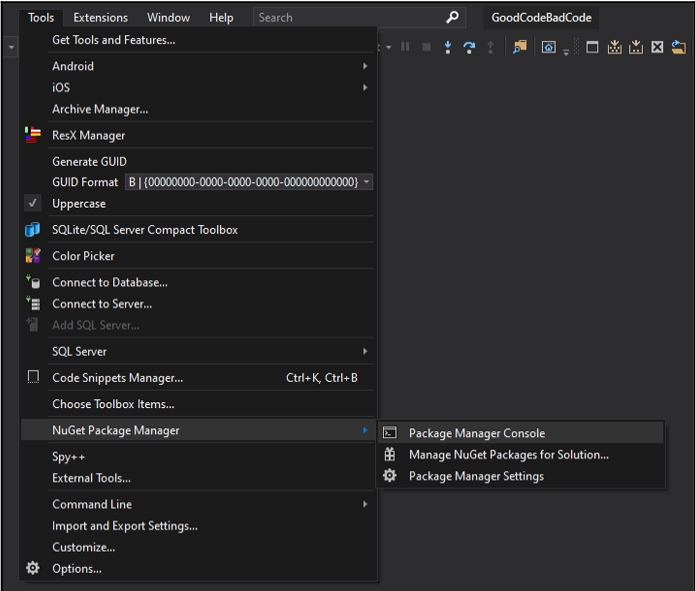 Tools Extensions Window Help Search GoodCodeBadCode
Get Tools and Features...
Android
iOS
Archive Manager...
ResX Manager
Generate GUID
GUID Format B | {00000000-0000-0000-0000-000000000000}
Uppercase
SQLite/SQL Server Compact Toolbox
Color Picker
Connect to Database...
Connect to Server...
Add SQL Server...
SQL Server
Code Snippets Manager... Ctrl+K, Ctrl+B
Choose Toolbox Items...
NuGet Package Manager
Package Manager Console
Manage NuGet Packages for Solution...
Package Manager Settings
Spy++
External Tools...
Command Line
Import and Export Settings...
Customize...
Options...